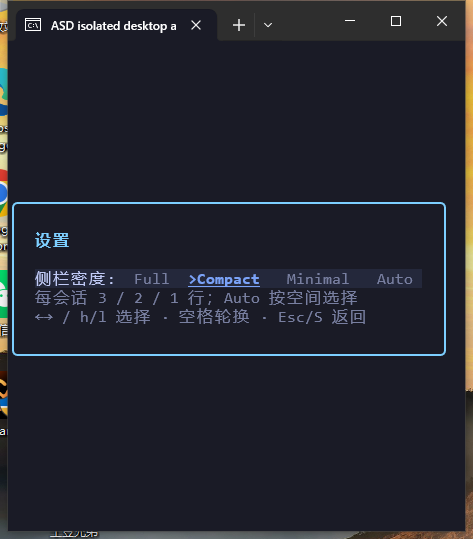 ASD isolated desktop a
设置
侧栏密度: Full >Compact Minimal Auto
每会话 3 / 2 / 1 行; Auto 按空间选择
↔ / h/l 选择 · 空格轮换 · Esc/S 返回